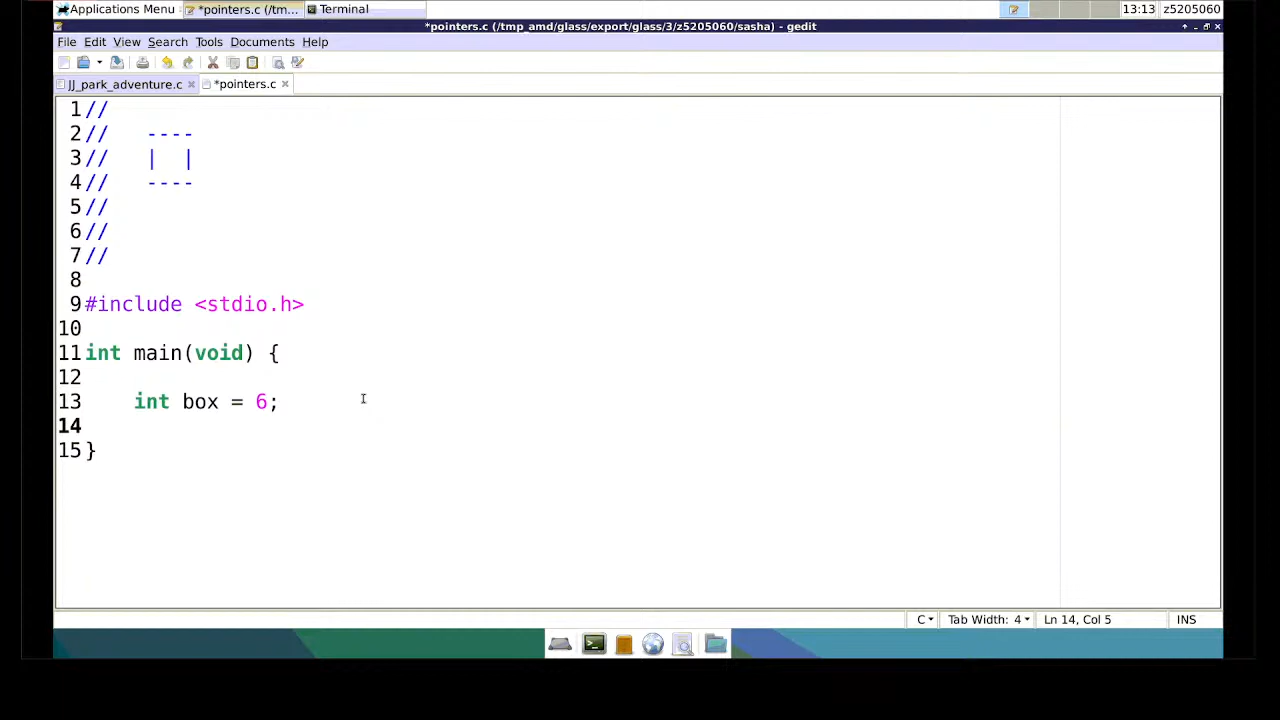 Applications Menu *pointers.c (/tm... Terminal 13:13 z5205060
*pointers.c (/tmp_amd/glass/export/glass/3/z5205060/sasha) - gedit
File Edit View Search Tools Documents Help
JJ_park_adventure.c *pointers.c
1 //
2 //   ----
3 //   |  |
4 //   ----
5 //
6 //
7 //
8
9 #include <stdio.h>
10
11 int main(void) {
12
13     int box = 6;
14
15 }
C Tab Width: 4 Ln 14, Col 5 INS